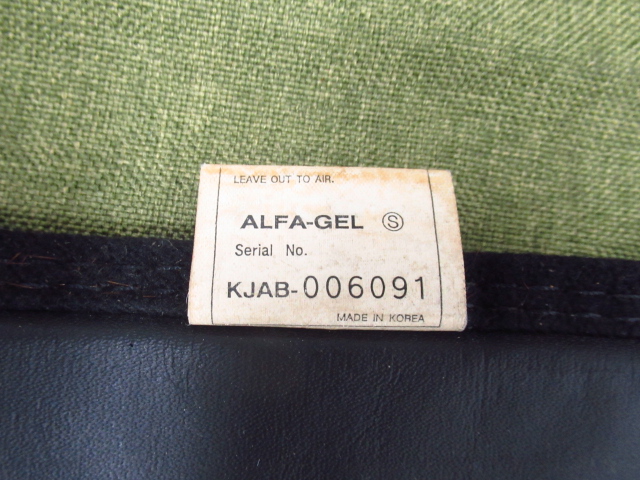 LEAVE OUT TO AIR.
ALFA-GEL Ⓢ
Serial No.
KJAB-006091
MADE IN KOREA